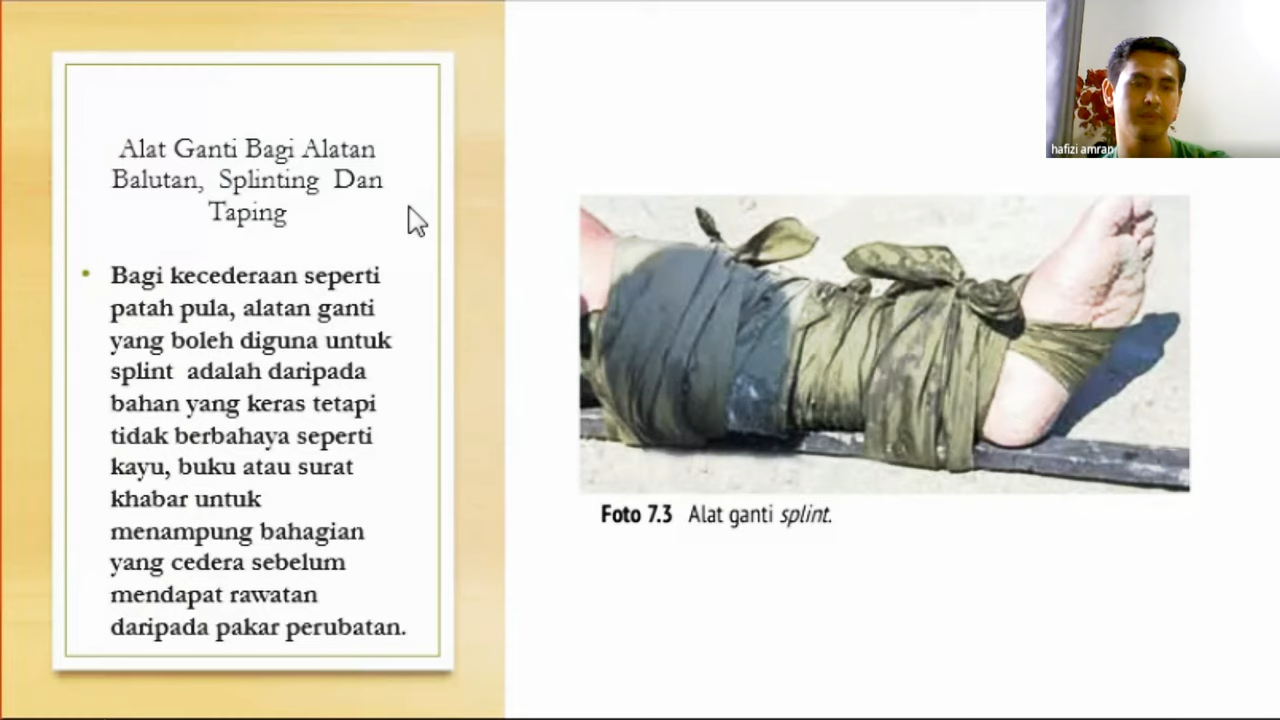 Alat Ganti Bagi Alatan
Balutan, Splinting Dan
Taping
• Bagi kecederaan seperti
patah pula, alatan ganti
yang boleh diguna untuk
splint adalah daripada
bahan yang keras tetapi
tidak berbahaya seperti
kayu, buku atau surat
khabar untuk
menampung bahagian
yang cedera sebelum
mendapat rawatan
daripada pakar perubatan.
Foto 7.3 Alat ganti splint.
hafizi amran